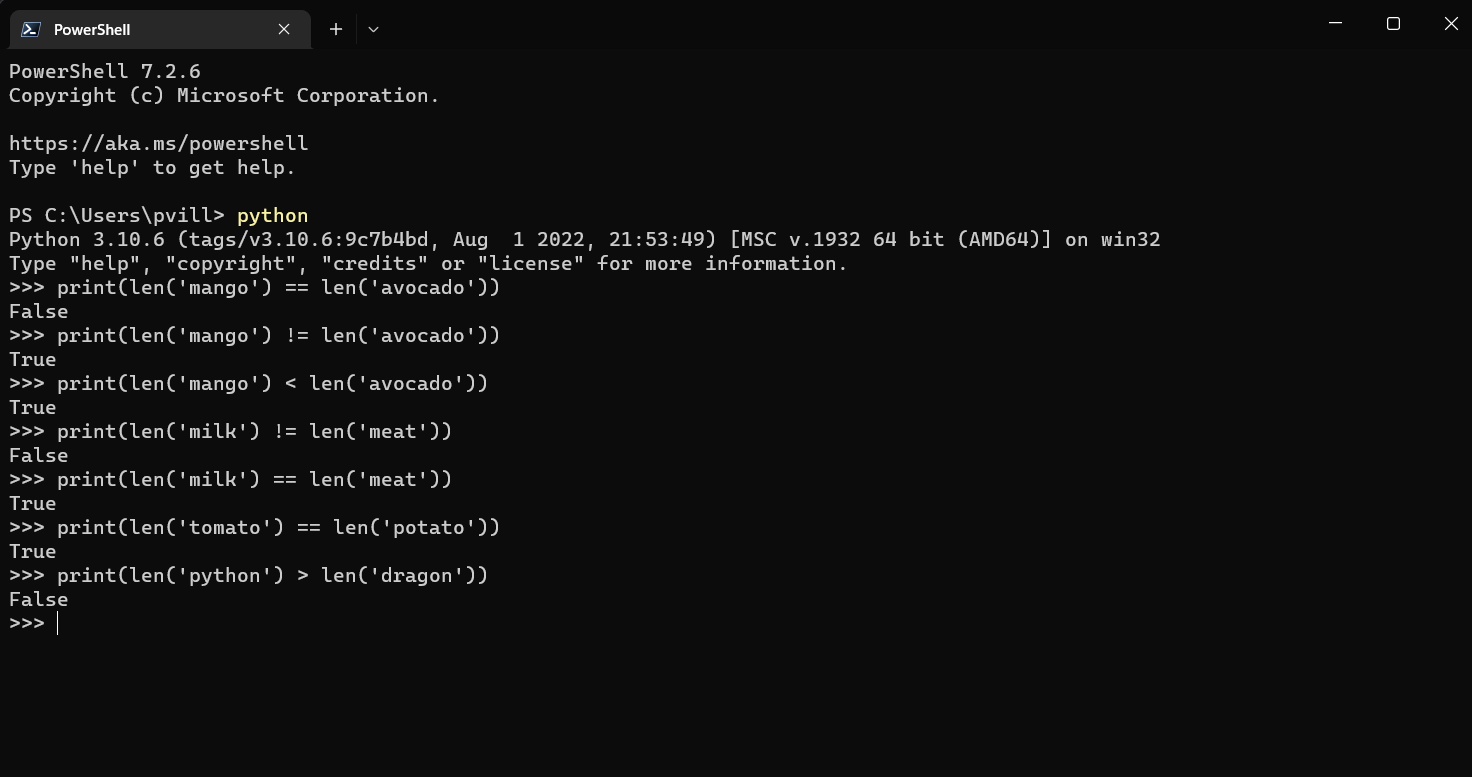 PowerShell
PowerShell 7.2.6
Copyright (c) Microsoft Corporation.
https://aka.ms/powershell
Type 'help' to get help.
PS C:\Users\pvill> python
Python 3.10.6 (tags/v3.10.6:9c7b4bd, Aug  1 2022, 21:53:49) [MSC v.1932 64 bit (AMD64)] on win32
Type "help", "copyright", "credits" or "license" for more information.
>>> print(len('mango') == len('avocado'))
False
>>> print(len('mango') != len('avocado'))
True
>>> print(len('mango') < len('avocado'))
True
>>> print(len('milk') != len('meat'))
False
>>> print(len('milk') == len('meat'))
True
>>> print(len('tomato') == len('potato'))
True
>>> print(len('python') > len('dragon'))
False
>>>